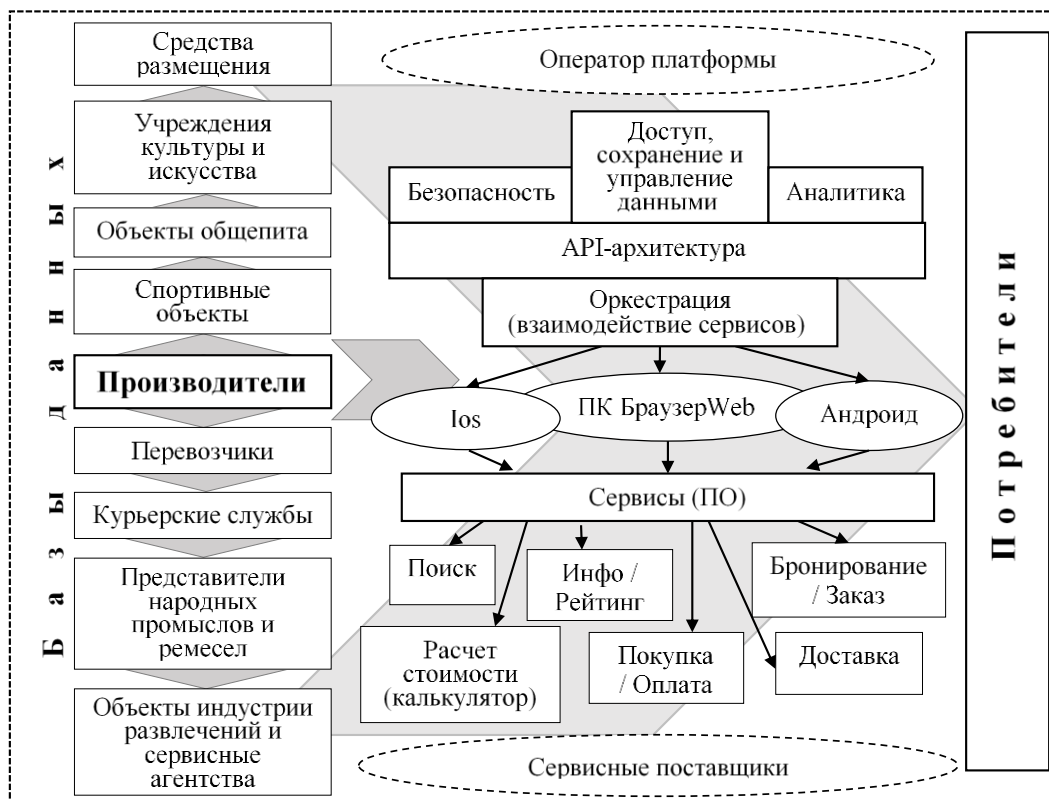 Средства
размещения
Учреждения
культуры и
искусства
Объекты общепита
Спортивные
объекты
Производители
Перевозчики
Курьерские службы
Представители
народных
промыслов и
ремесел
Объекты индустрии
развлечений и
сервисные
агентства
Базы данных
Оператор платформы
Безопасность
Доступ,
сохранение и
управление
данными
Аналитика
API-архитектура
Оркестрация
(взаимодействие сервисов)
Ios
ПК БраузерWeb
Андроид
Сервисы (ПО)
Поиск
Инфо /
Рейтинг
Бронирование
/ Заказ
Расчет
стоимости
(калькулятор)
Покупка
/ Оплата
Доставка
Сервисные поставщики
Потребители